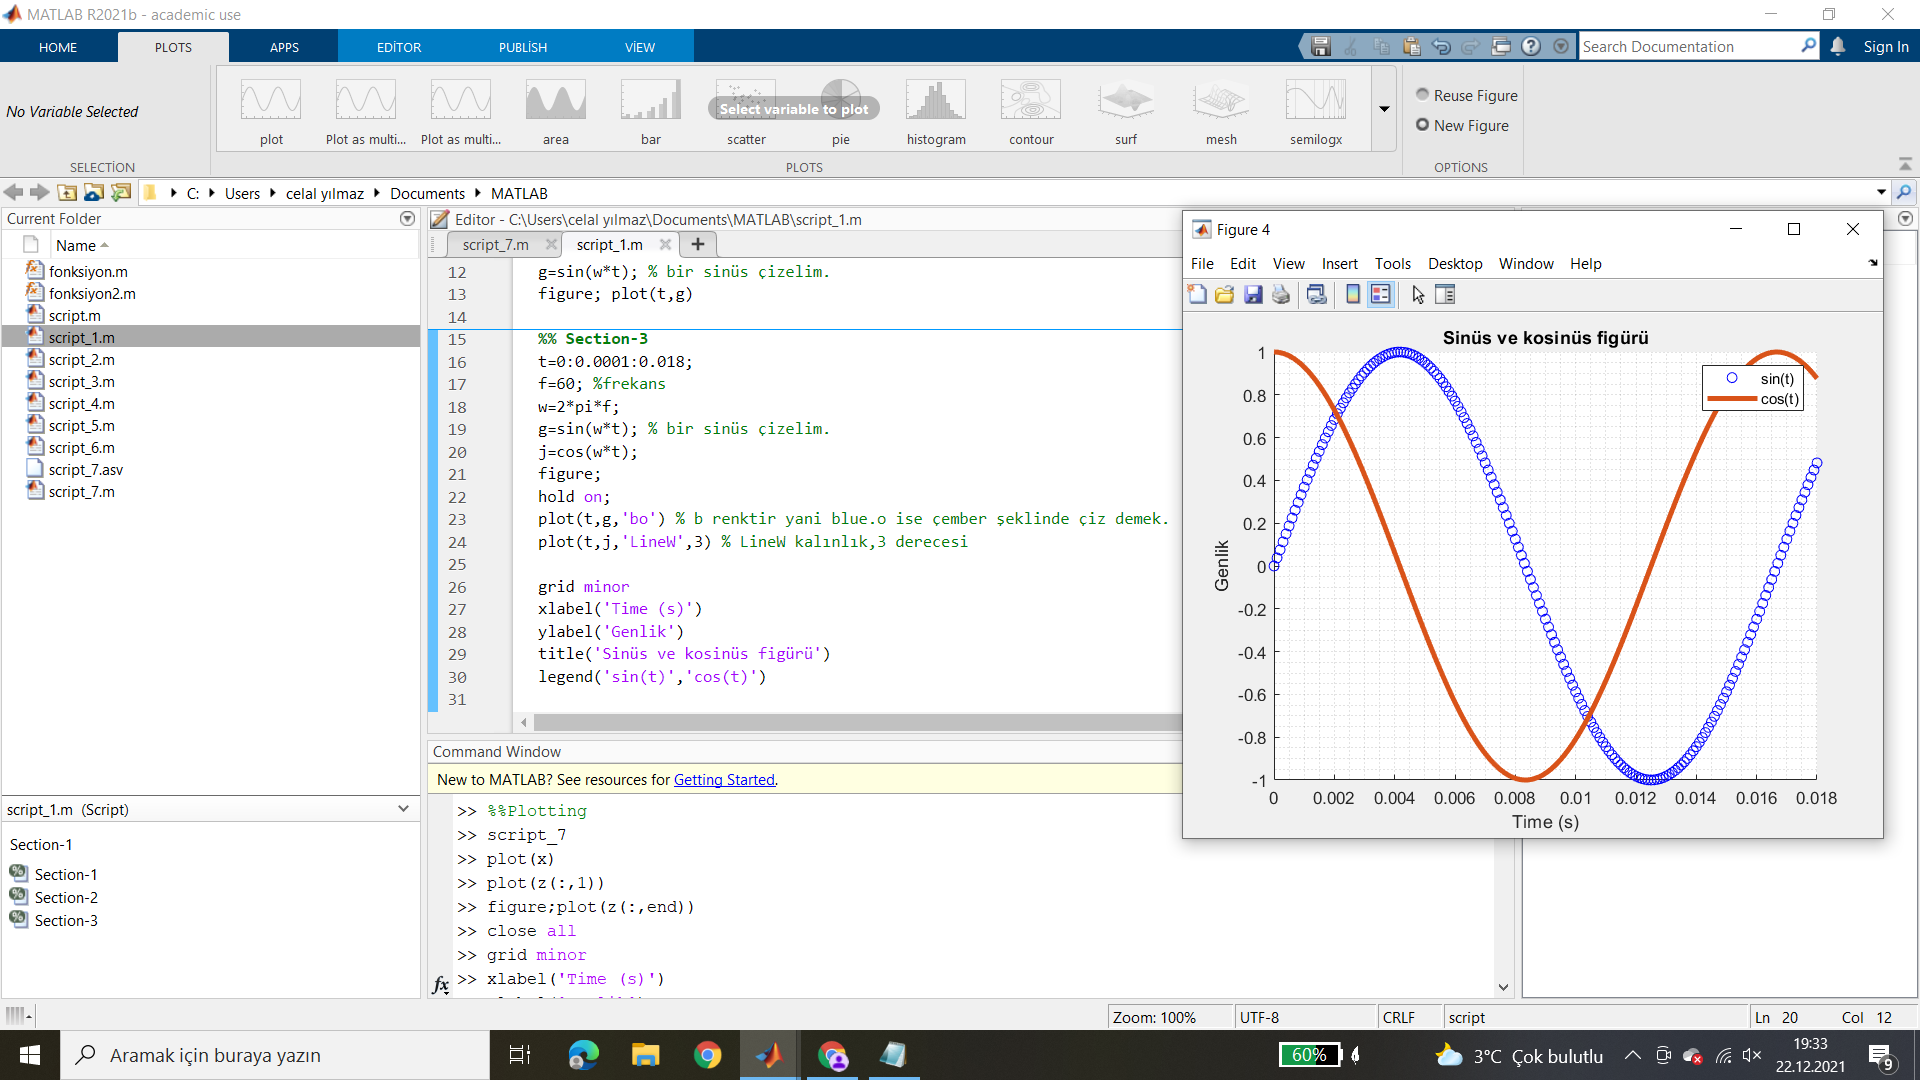 MATLAB R2021b - academic use
HOME PLOTS APPS EDİTOR PUBLİSH VİEW
Search Documentation
Sign In
No Variable Selected
plot Plot as multi... Plot as multi... area bar scatter pie histogram contour surf mesh semilogx
Select variable to plot
Reuse Figure
New Figure
SELECTİON PLOTS OPTİONS
C: Users celal yılmaz Documents MATLAB
Current Folder
Name
fonksiyon.m
fonksiyon2.m
script.m
script_1.m
script_2.m
script_3.m
script_4.m
script_5.m
script_6.m
script_7.asv
script_7.m
script_1.m (Script)
Section-1
Section-1
Section-2
Section-3
Editor - C:\Users\celal yılmaz\Documents\MATLAB\script_1.m
script_7.m script_1.m
12 g=sin(w*t); % bir sinüs çizelim.
13 figure; plot(t,g)
14
15 %% Section-3
16 t=0:0.0001:0.018;
17 f=60; %frekans
18 w=2*pi*f;
19 g=sin(w*t); % bir sinüs çizelim.
20 j=cos(w*t);
21 figure;
22 hold on;
23 plot(t,g,'bo') % b renktir yani blue.o ise çember şeklinde çiz demek.
24 plot(t,j,'LineW',3) % LineW kalınlık,3 derecesi
25
26 grid minor
27 xlabel('Time (s)')
28 ylabel('Genlik')
29 title('Sinüs ve kosinüs figürü')
30 legend('sin(t)','cos(t)')
31
Command Window
New to MATLAB? See resources for Getting Started.
>> %%Plotting
>> script_7
>> plot(x)
>> plot(z(:,1))
>> figure;plot(z(:,end))
>> close all
>> grid minor
fx >> xlabel('Time (s)')
Figure 4
File Edit View Insert Tools Desktop Window Help
Sinüs ve kosinüs figürü
sin(t)
cos(t)
1
0.8
0.6
0.4
0.2
0
-0.2
-0.4
-0.6
-0.8
-1
Genlik
0 0.002 0.004 0.006 0.008 0.01 0.012 0.014 0.016 0.018
Time (s)
Zoom: 100% UTF-8 CRLF script Ln 20 Col 12
Aramak için buraya yazın
60%
3°C Çok bulutlu
19:33
22.12.2021
9